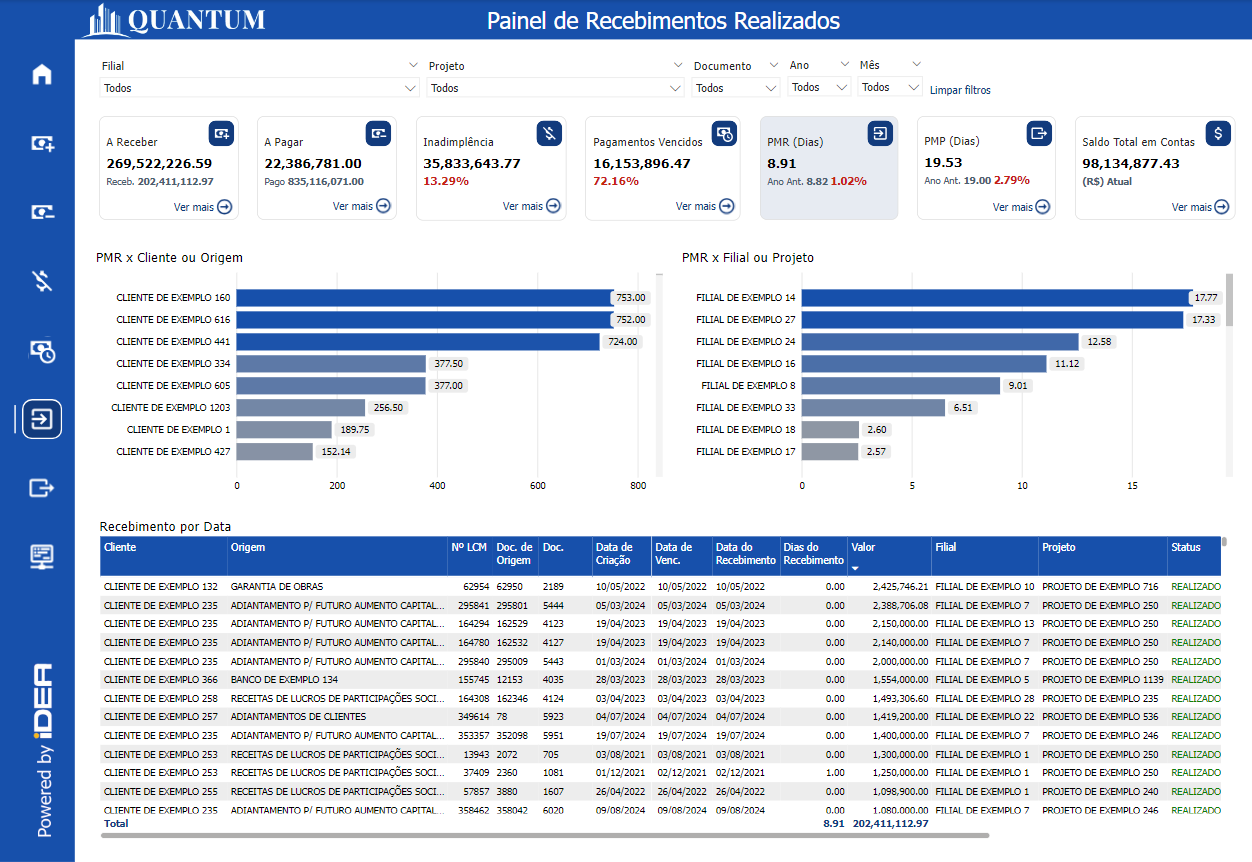 QUANTUM
Painel de Recebimentos Realizados
Filial Projeto Documento Ano Mês
Todos Todos Todos Todos Todos Limpar filtros
A Receber
269,522,226.59
Receb. 202,411,112.97
Ver mais
A Pagar
22,386,781.00
Pago 835,116,071.00
Ver mais
Inadimplência
35,833,643.77
13.29%
Ver mais
Pagamentos Vencidos
16,153,896.47
72.16%
Ver mais
PMR (Dias)
8.91
Ano Ant. 8.82 1.02%
PMP (Dias)
19.53
Ano Ant. 19.00 2.79%
Ver mais
Saldo Total em Contas
98,134,877.43
(R$) Atual
Ver mais
PMR x Cliente ou Origem
CLIENTE DE EXEMPLO 160 753.00
CLIENTE DE EXEMPLO 616 752.00
CLIENTE DE EXEMPLO 441 724.00
CLIENTE DE EXEMPLO 334 377.50
CLIENTE DE EXEMPLO 605 377.00
CLIENTE DE EXEMPLO 1203 256.50
CLIENTE DE EXEMPLO 1 189.75
CLIENTE DE EXEMPLO 427 152.14
0 200 400 600 800
PMR x Filial ou Projeto
FILIAL DE EXEMPLO 14 17.77
FILIAL DE EXEMPLO 27 17.33
FILIAL DE EXEMPLO 24 12.58
FILIAL DE EXEMPLO 16 11.12
FILIAL DE EXEMPLO 8 9.01
FILIAL DE EXEMPLO 33 6.51
FILIAL DE EXEMPLO 18 2.60
FILIAL DE EXEMPLO 17 2.57
0 5 10 15
Recebimento por Data
Cliente Origem Nº LCM Doc. de Origem Doc. Data de Criação Data de Venc. Data do Recebimento Dias do Recebimento Valor Filial Projeto Status
CLIENTE DE EXEMPLO 132 GARANTIA DE OBRAS 62954 62950 2189 10/05/2022 10/05/2022 10/05/2022 0.00 2,425,746.21 FILIAL DE EXEMPLO 10 PROJETO DE EXEMPLO 716 REALIZADO
CLIENTE DE EXEMPLO 235 ADIANTAMENTO P/ FUTURO AUMENTO CAPITAL... 295841 295801 5444 05/03/2024 05/03/2024 05/03/2024 0.00 2,388,706.08 FILIAL DE EXEMPLO 7 PROJETO DE EXEMPLO 250 REALIZADO
CLIENTE DE EXEMPLO 235 ADIANTAMENTO P/ FUTURO AUMENTO CAPITAL... 164294 162529 4123 19/04/2023 19/04/2023 19/04/2023 0.00 2,150,000.00 FILIAL DE EXEMPLO 13 PROJETO DE EXEMPLO 250 REALIZADO
CLIENTE DE EXEMPLO 235 ADIANTAMENTO P/ FUTURO AUMENTO CAPITAL... 164780 162532 4127 19/04/2023 19/04/2023 19/04/2023 0.00 2,140,000.00 FILIAL DE EXEMPLO 7 PROJETO DE EXEMPLO 250 REALIZADO
CLIENTE DE EXEMPLO 235 ADIANTAMENTO P/ FUTURO AUMENTO CAPITAL... 295840 295009 5443 01/03/2024 01/03/2024 01/03/2024 0.00 2,000,000.00 FILIAL DE EXEMPLO 7 PROJETO DE EXEMPLO 250 REALIZADO
CLIENTE DE EXEMPLO 366 BANCO DE EXEMPLO 134 155745 12153 4035 28/03/2023 28/03/2023 28/03/2023 0.00 1,554,000.00 FILIAL DE EXEMPLO 5 PROJETO DE EXEMPLO 1139 REALIZADO
CLIENTE DE EXEMPLO 258 RECEITAS DE LUCROS DE PARTICIPAÇÕES SOCI... 164308 162346 4124 03/04/2023 03/04/2023 03/04/2023 0.00 1,493,306.60 FILIAL DE EXEMPLO 28 PROJETO DE EXEMPLO 235 REALIZADO
CLIENTE DE EXEMPLO 257 ADIANTAMENTOS DE CLIENTES 349614 78 5923 04/07/2024 04/07/2024 04/07/2024 0.00 1,419,200.00 FILIAL DE EXEMPLO 22 PROJETO DE EXEMPLO 536 REALIZADO
CLIENTE DE EXEMPLO 235 ADIANTAMENTO P/ FUTURO AUMENTO CAPITAL... 353357 352098 5951 19/07/2024 19/07/2024 19/07/2024 0.00 1,400,000.00 FILIAL DE EXEMPLO 7 PROJETO DE EXEMPLO 246 REALIZADO
CLIENTE DE EXEMPLO 253 RECEITAS DE LUCROS DE PARTICIPAÇÕES SOCI... 13943 2072 705 03/08/2021 03/08/2021 03/08/2021 0.00 1,300,000.00 FILIAL DE EXEMPLO 1 PROJETO DE EXEMPLO 250 REALIZADO
CLIENTE DE EXEMPLO 253 RECEITAS DE LUCROS DE PARTICIPAÇÕES SOCI... 37409 2360 1081 01/12/2021 02/12/2021 02/12/2021 1.00 1,250,000.00 FILIAL DE EXEMPLO 1 PROJETO DE EXEMPLO 250 REALIZADO
CLIENTE DE EXEMPLO 255 RECEITAS DE LUCROS DE PARTICIPAÇÕES SOCI... 57857 3880 1607 26/04/2022 26/04/2022 26/04/2022 0.00 1,098,900.00 FILIAL DE EXEMPLO 1 PROJETO DE EXEMPLO 240 REALIZADO
CLIENTE DE EXEMPLO 235 ADIANTAMENTO P/ FUTURO AUMENTO CAPITAL... 358462 358042 6020 09/08/2024 09/08/2024 09/08/2024 0.00 1,080,000.00 FILIAL DE EXEMPLO 7 PROJETO DE EXEMPLO 246 REALIZADO
Total 8.91 202,411,112.97
Powered by iDEA